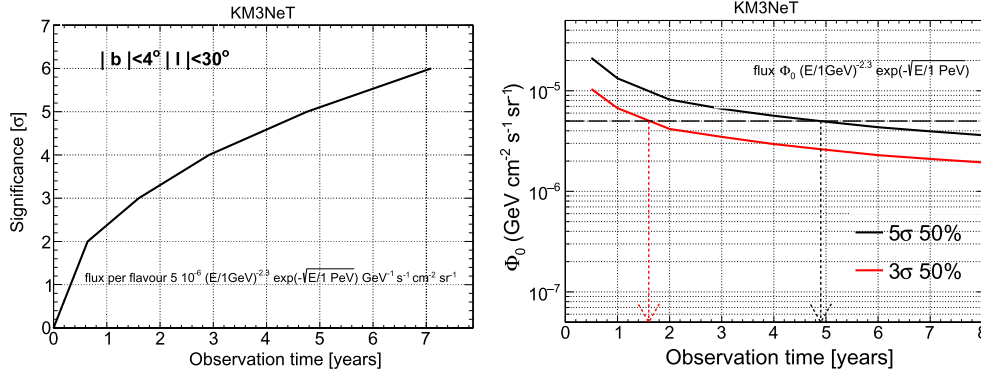 KM3NeT
Significance [σ]
7
6
5
4
3
2
1
0
| b |<4° | l |<30°
flux per flavour 5 10⁻⁶ (E/1GeV)⁻²·³ exp(-√E/1 PeV) GeV⁻¹ s⁻¹ cm⁻² sr⁻¹
0 1 2 3 4 5 6 7
Observation time [years]
KM3NeT
Φ₀ (GeV cm⁻² s⁻¹ sr⁻¹)
flux Φ₀ (E/1GeV)⁻²·³ exp(-√E/1 PeV)
10⁻⁵
10⁻⁶
10⁻⁷
5σ 50%
3σ 50%
0 1 2 3 4 5 6 7 8
Observation time [years]